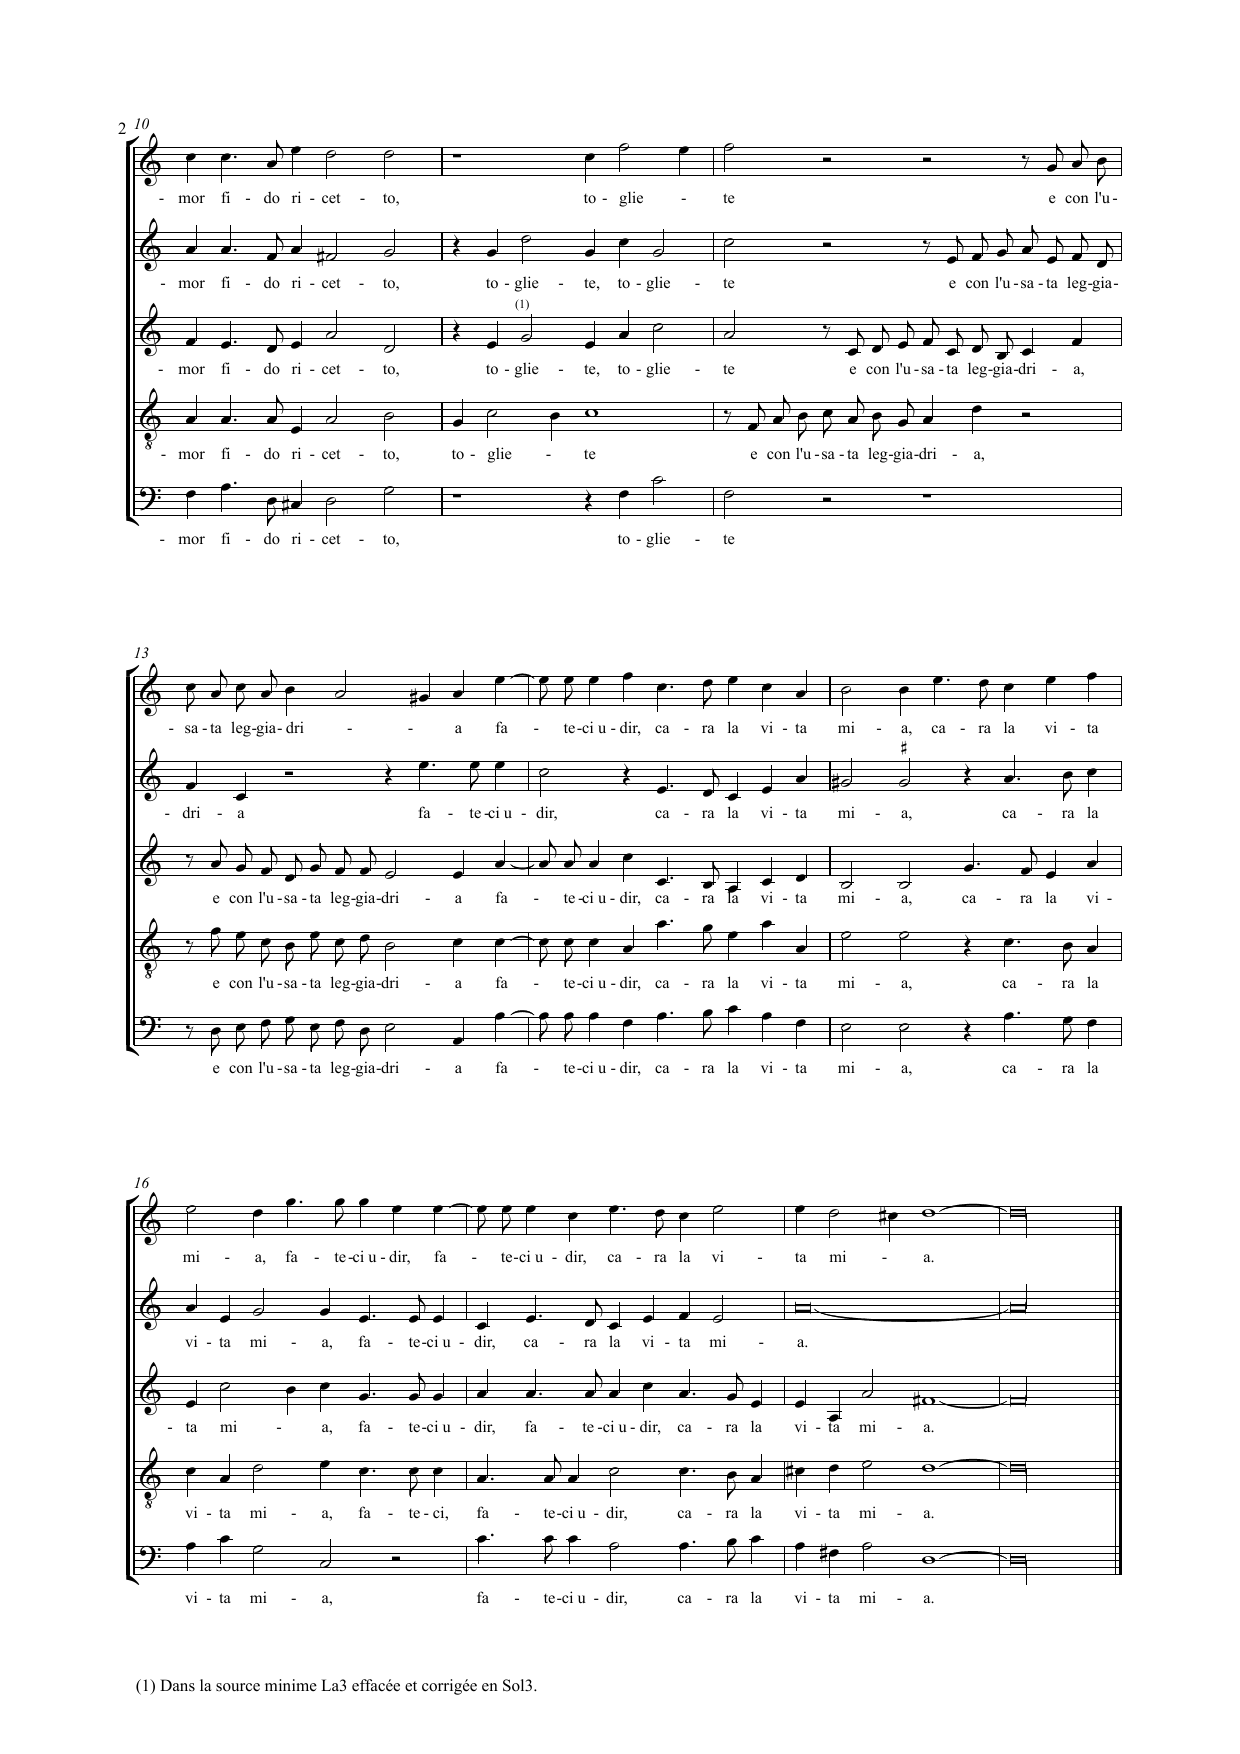 2 10
- mor fi - do ri - cet - to, to - glie - te e con l'u -
- mor fi - do ri - cet - to, to - glie - te, to - glie - te e con l'u - sa - ta leg - gia -
(1)
- mor fi - do ri - cet - to, to - glie - te, to - glie - te e con l'u - sa - ta leg - gia - dri - a,
- mor fi - do ri - cet - to, to - glie - te e con l'u - sa - ta leg - gia - dri - a,
8
- mor fi - do ri - cet - to, to - glie - te
13
- sa - ta leg - gia - dri - - a fa - te - ci u - dir, ca - ra la vi - ta mi - a, ca - ra la vi - ta
- dri - a fa - te - ci u - dir, ca - ra la vi - ta mi - a, ca - ra la
e con l'u - sa - ta leg - gia - dri - a fa - te - ci u - dir, ca - ra la vi - ta mi - a, ca - ra la vi -
8
e con l'u - sa - ta leg - gia - dri - a fa - te - ci u - dir, ca - ra la vi - ta mi - a, ca - ra la
e con l'u - sa - ta leg - gia - dri - a fa - te - ci u - dir, ca - ra la vi - ta mi - a, ca - ra la
16
mi - a, fa - te - ci u - dir, fa - te - ci u - dir, ca - ra la vi - ta mi - a.
vi - ta mi - a, fa - te - ci u - dir, ca - ra la vi - ta mi - a.
- ta mi - a, fa - te - ci u - dir, fa - te - ci u - dir, ca - ra la vi - ta mi - a.
8
vi - ta mi - a, fa - te - ci, fa - te - ci u - dir, ca - ra la vi - ta mi - a.
vi - ta mi - a, fa - te - ci u - dir, ca - ra la vi - ta mi - a.
(1) Dans la source minime La3 effacée et corrigée en Sol3.